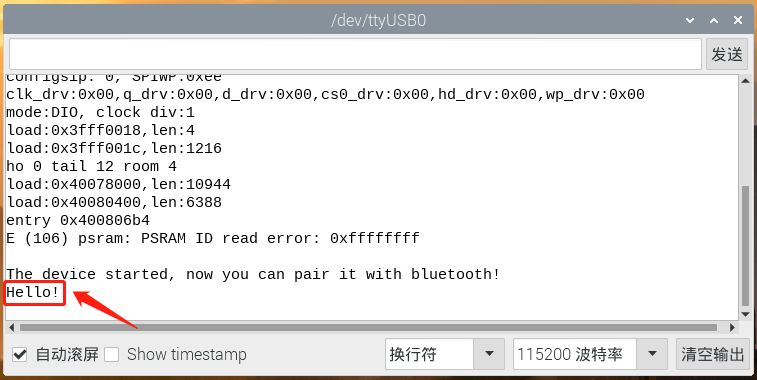 /dev/ttyUSB0
发送
configsip: 0, SPIWP:0xee
clk_drv:0x00,q_drv:0x00,d_drv:0x00,cs0_drv:0x00,hd_drv:0x00,wp_drv:0x00
mode:DIO, clock div:1
load:0x3fff0018,len:4
load:0x3fff001c,len:1216
ho 0 tail 12 room 4
load:0x40078000,len:10944
load:0x40080400,len:6388
entry 0x400806b4
E (106) psram: PSRAM ID read error: 0xffffffff
The device started, now you can pair it with bluetooth!
Hello!
自动滚屏 Show timestamp 换行符 115200 波特率 清空输出